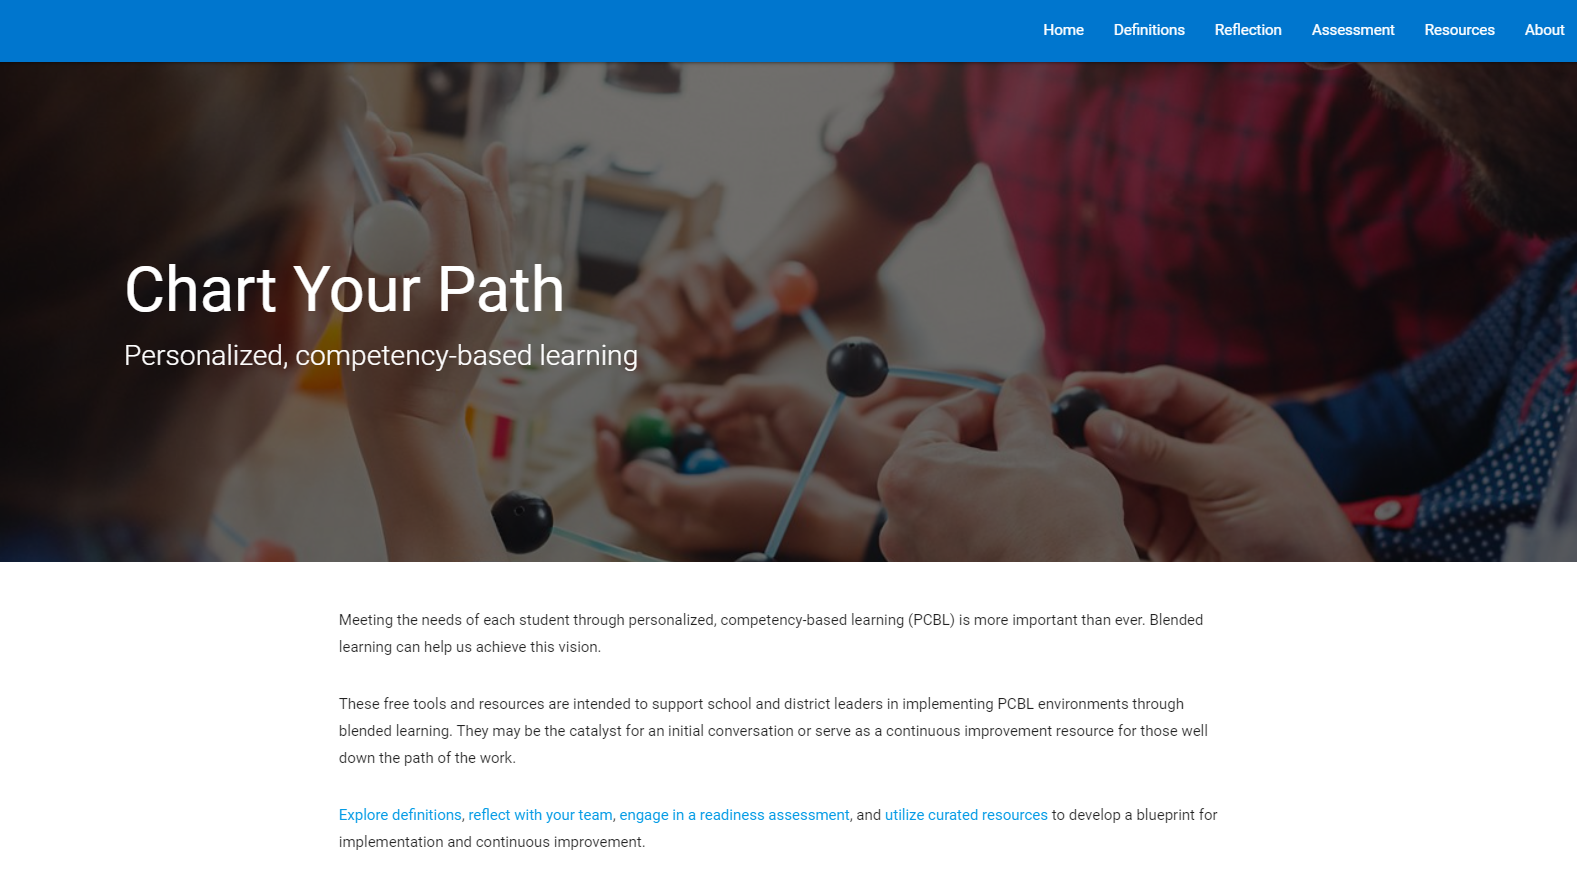 Home Definitions Reflection Assessment Resources About
Chart Your Path
Personalized, competency-based learning
Meeting the needs of each student through personalized, competency-based learning (PCBL) is more important than ever. Blended
learning can help us achieve this vision.
These free tools and resources are intended to support school and district leaders in implementing PCBL environments through
blended learning. They may be the catalyst for an initial conversation or serve as a continuous improvement resource for those well
down the path of the work.
Explore definitions, reflect with your team, engage in a readiness assessment, and utilize curated resources to develop a blueprint for
implementation and continuous improvement.